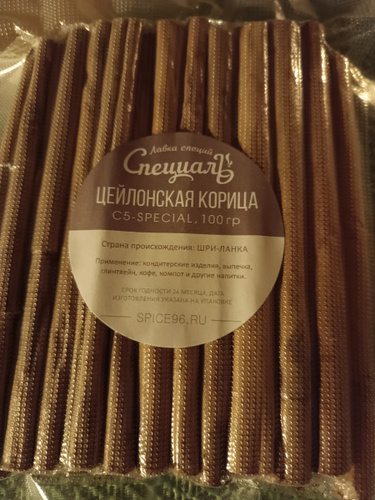 Лавка специй
СпециалЪ
ЦЕЙЛОНСКАЯ КОРИЦА
C5-SPECIAL, 100 гр
Страна происхождения: ШРИ-ЛАНКА
Применение: кондитерские изделия, выпечка,
глинтвейн, кофе, компот и другие напитки.
СРОК ГОДНОСТИ 24 МЕСЯЦА. ДАТА
ИЗГОТОВЛЕНИЯ УКАЗАНА НА УПАКОВКЕ
SPICE96.RU